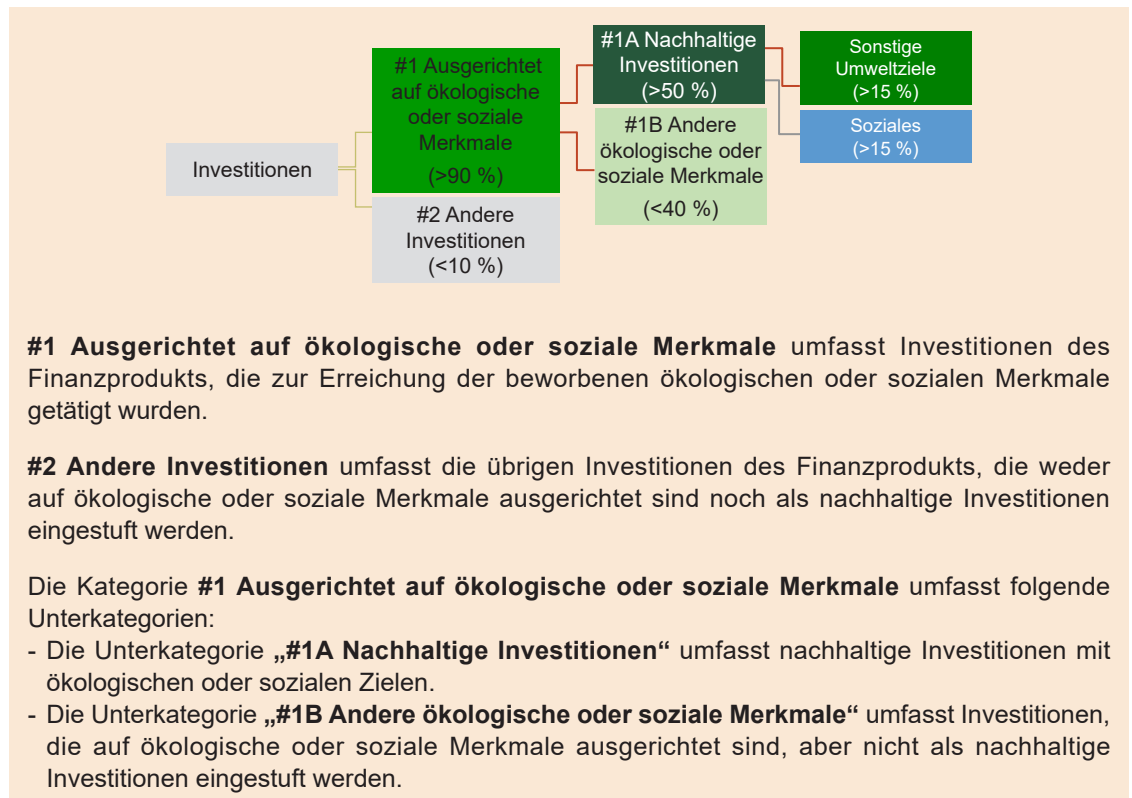 Investitionen
#1 Ausgerichtet
auf ökologische
oder soziale
Merkmale
(>90 %)
#2 Andere
Investitionen
(<10 %)
#1A Nachhaltige
Investitionen
(>50 %)
#1B Andere
ökologische oder
soziale Merkmale
(<40 %)
Sonstige
Umweltziele
(>15 %)
Soziales
(>15 %)
#1 Ausgerichtet auf ökologische oder soziale Merkmale umfasst Investitionen des
Finanzprodukts, die zur Erreichung der beworbenen ökologischen oder sozialen Merkmale
getätigt wurden.
#2 Andere Investitionen umfasst die übrigen Investitionen des Finanzprodukts, die weder
auf ökologische oder soziale Merkmale ausgerichtet sind noch als nachhaltige Investitionen
eingestuft werden.
Die Kategorie #1 Ausgerichtet auf ökologische oder soziale Merkmale umfasst folgende
Unterkategorien:
- Die Unterkategorie „#1A Nachhaltige Investitionen“ umfasst nachhaltige Investitionen mit
ökologischen oder sozialen Zielen.
- Die Unterkategorie „#1B Andere ökologische oder soziale Merkmale“ umfasst Investitionen,
die auf ökologische oder soziale Merkmale ausgerichtet sind, aber nicht als nachhaltige
Investitionen eingestuft werden.